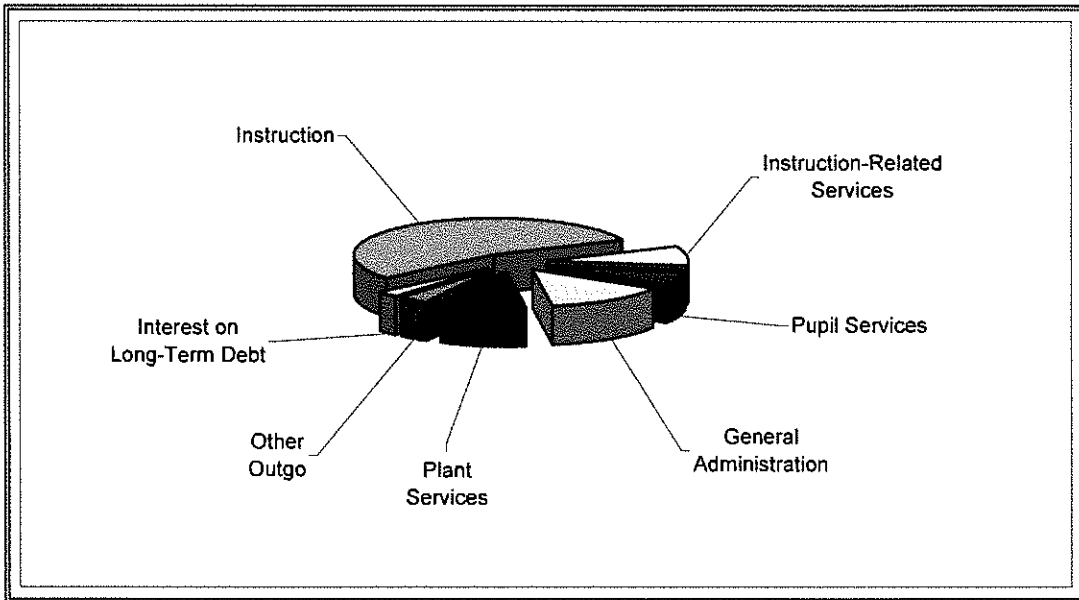 Instruction
Instruction-Related
Services
Pupil Services
General
Administration
Plant
Services
Other
Outgo
Interest on
Long-Term Debt